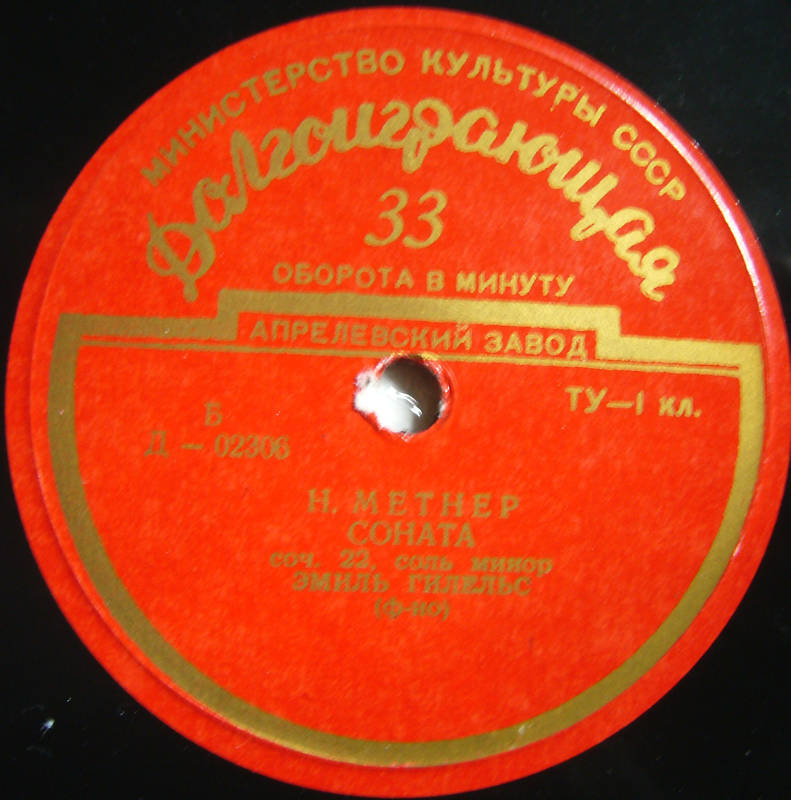 МИНИСТЕРСТВО КУЛЬТУРЫ СССР
Долгоиграющая
33
ОБОРОТА В МИНУТУ
АПРЕЛЕВСКИЙ ЗАВОД
ТУ—1 кл.
Б
Д — 02306
Н. МЕТНЕР
СОНАТА
соч. 22, соль минор
ЭМИЛЬ ГИЛЕЛЬС
(ф-но)